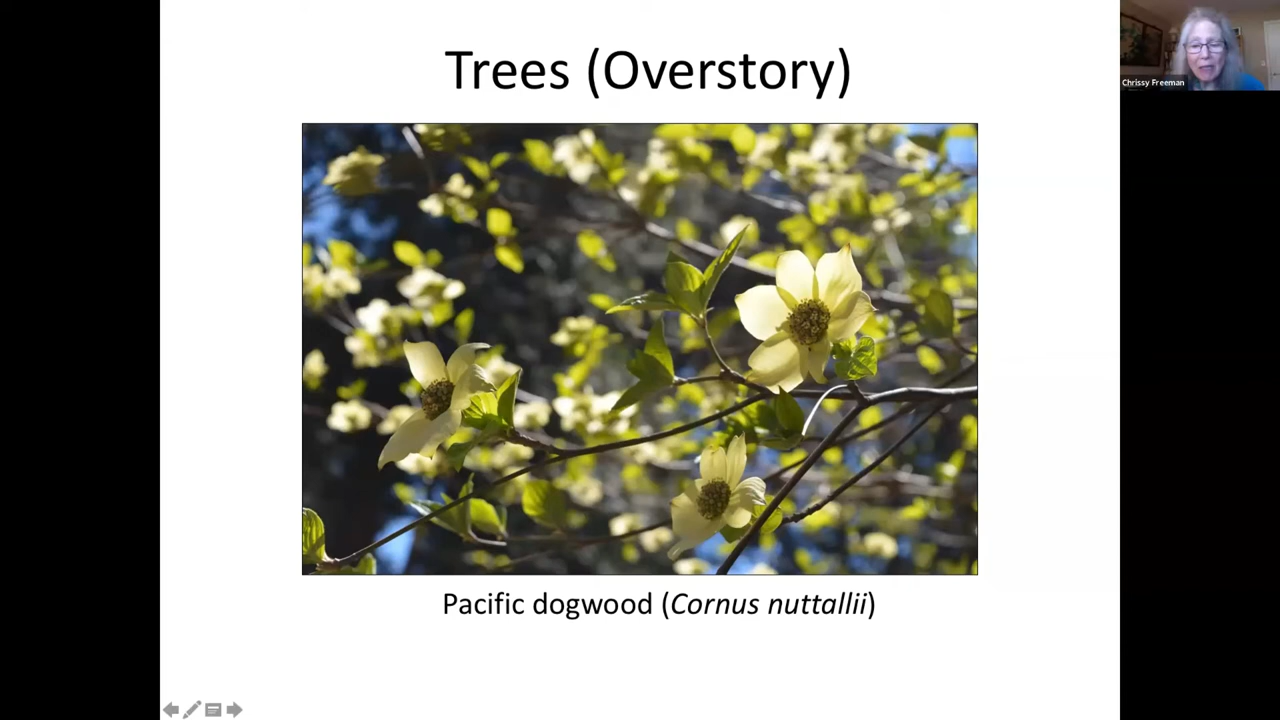 Trees (Overstory)
Chrissy Freeman
Pacific dogwood (Cornus nuttallii)